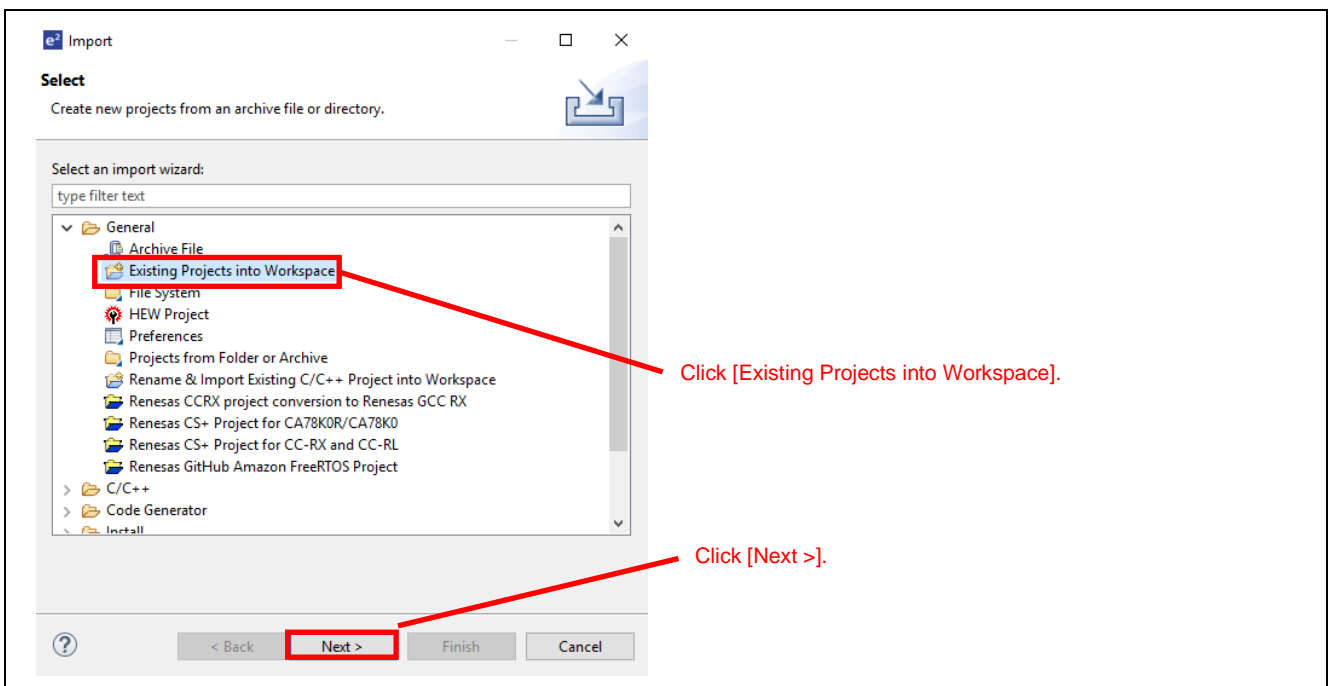 e² Import
Select
Create new projects from an archive file or directory.
Select an import wizard:
type filter text
General
Archive File
Existing Projects into Workspace
File System
HEW Project
Preferences
Projects from Folder or Archive
Rename & Import Existing C/C++ Project into Workspace
Renesas CCRX project conversion to Renesas GCC RX
Renesas CS+ Project for CA78K0R/CA78K0
Renesas CS+ Project for CC-RX and CC-RL
Renesas GitHub Amazon FreeRTOS Project
C/C++
Code Generator
Install
Click [Existing Projects into Workspace].
Click [Next >].
? < Back Next > Finish Cancel